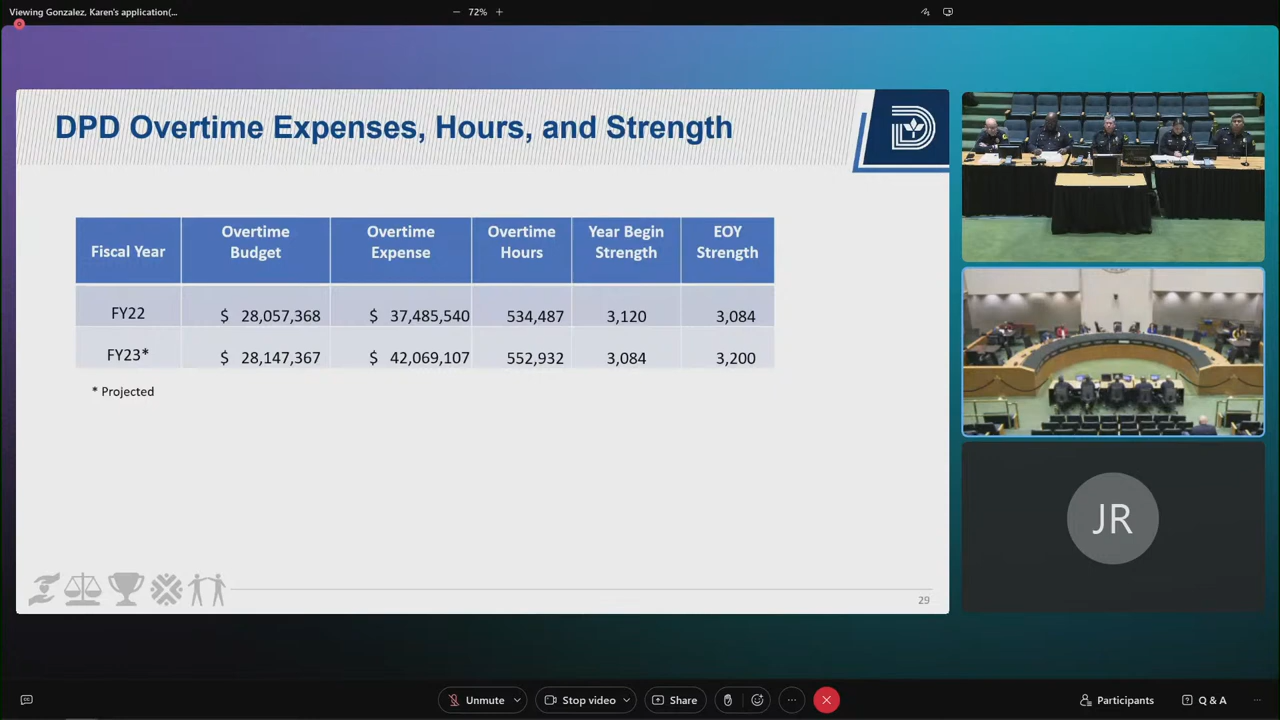 Viewing Gonzalez, Karen's application(...
72%
DPD Overtime Expenses, Hours, and Strength
Fiscal Year
Overtime Budget
Overtime Expense
Overtime Hours
Year Begin Strength
EOY Strength
FY22 $ 28,057,368 $ 37,485,540 534,487 3,120 3,084
FY23* $ 28,147,367 $ 42,069,107 552,932 3,084 3,200
* Projected
29
JR
Unmute
Stop video
Share
Participants
Q & A